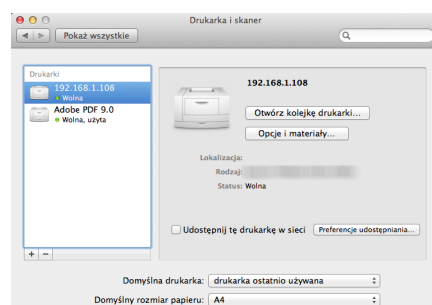 Drukarka i skaner
Pokaż wszystkie
Drukarki
192.168.1.108
Wolna
Adobe PDF 9.0
Wolna, użyta
192.168.1.108
Otwórz kolejkę drukarki...
Opcje i materiały...
Lokalizacja:
Rodzaj:
Status: Wolna
Udostępnij tę drukarkę w sieci
Preferencje udostępniania...
+ −
Domyślna drukarka: drukarka ostatnio używana
Domyślny rozmiar papieru: A4